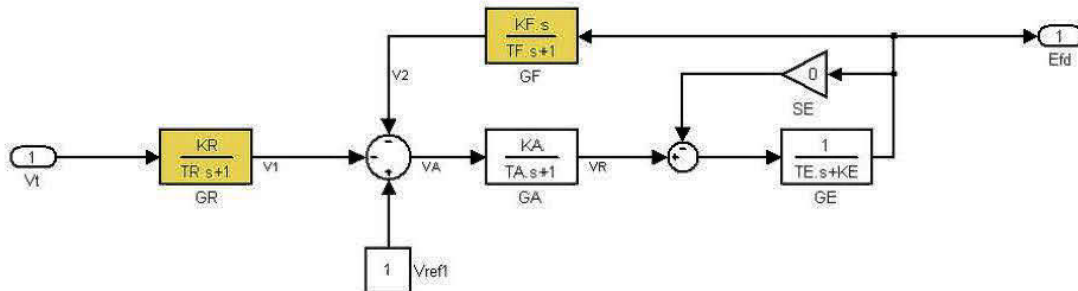 KF.s
TF.s+1
GF
V2
1
Efd
0
SE
1
Vt
KR
TR.s+1
GR
V1
-
-
+
VA
KA
TA.s+1
GA
VR
+
-
1
TE.s+KE
GE
1
Vref1